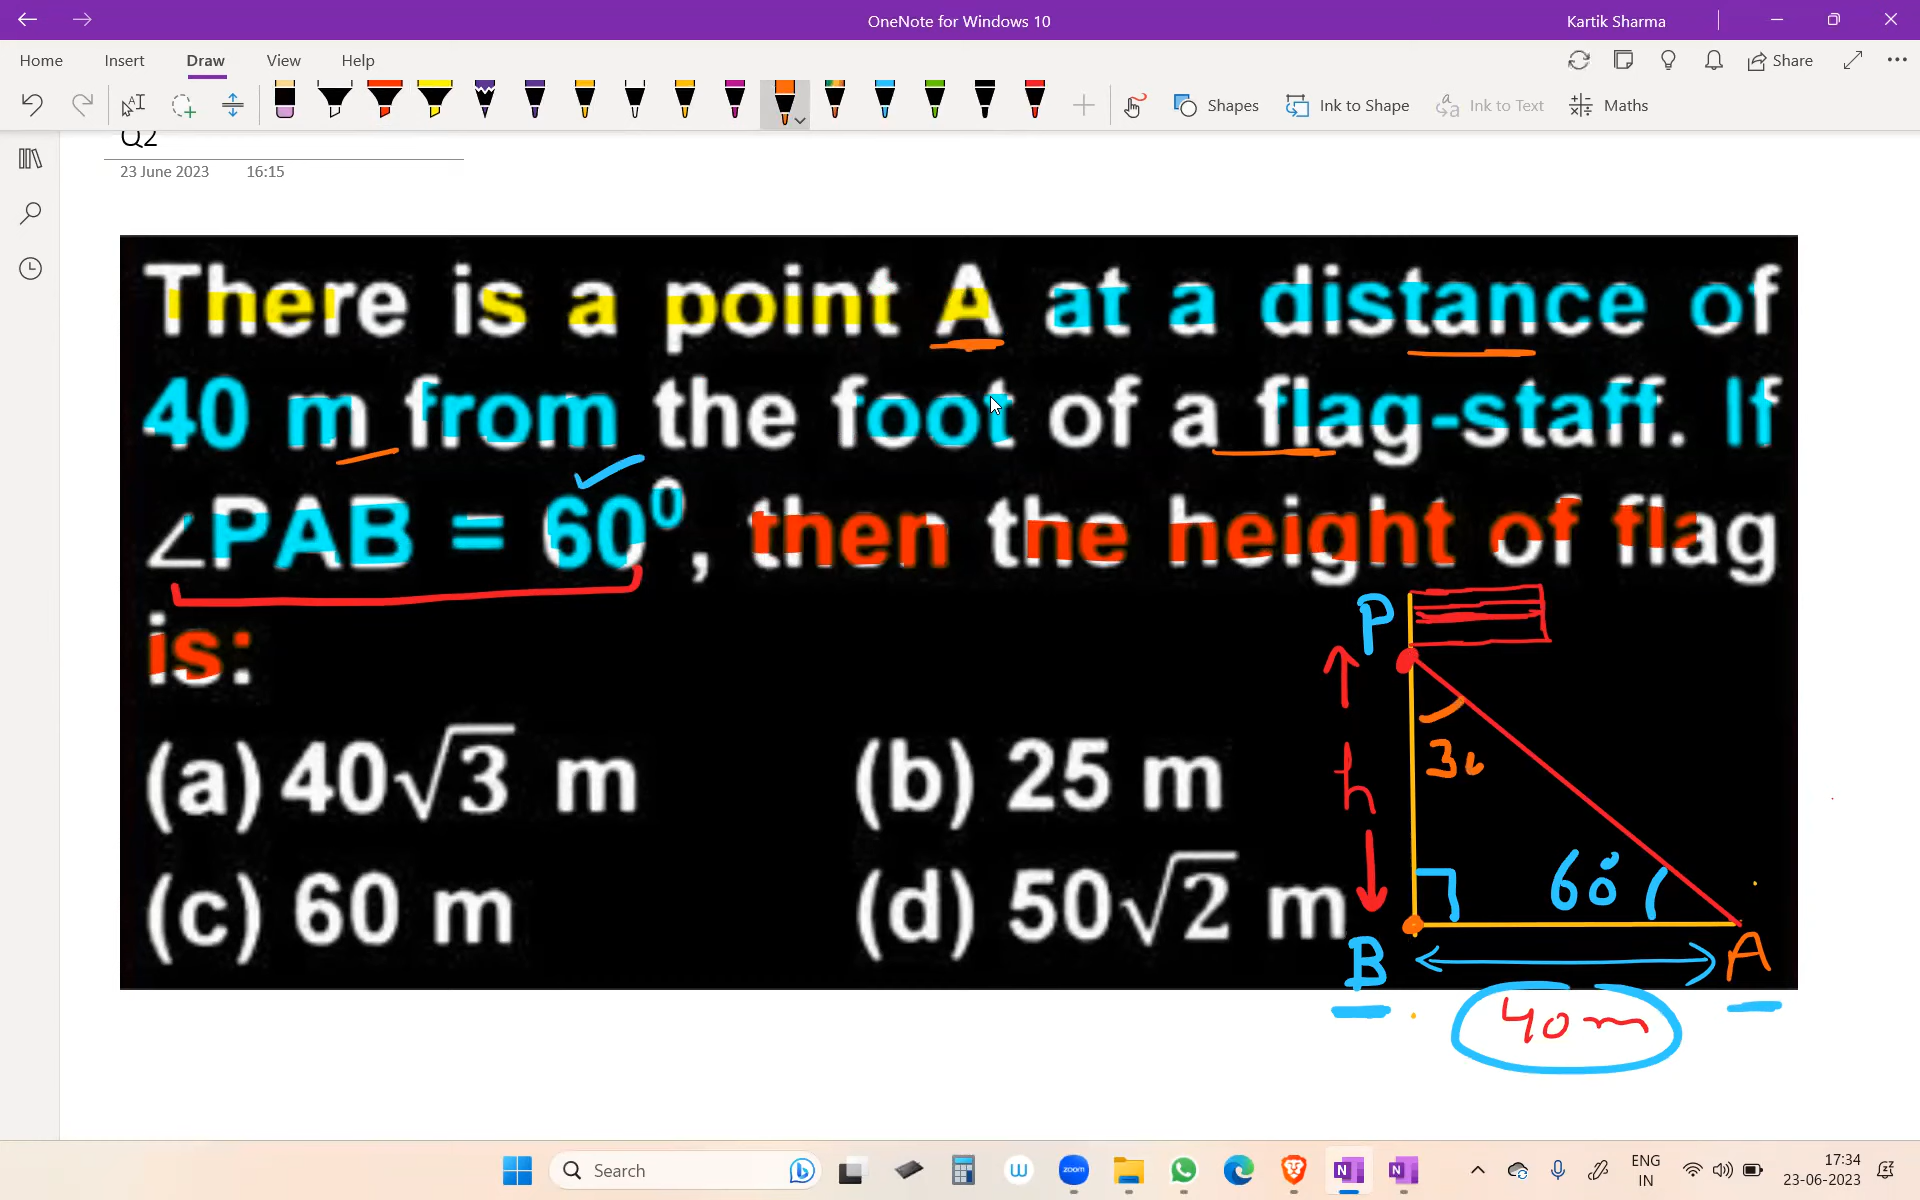 OneNote for Windows 10
Kartik Sharma
Home Insert Draw View Help
Share
Shapes Ink to Shape Ink to Text Maths
Q2
23 June 2023 16:15
There is a point A at a distance of
40 m from the foot of a flag-staff. If
∠PAB = 60⁰, then the height of flag
is:
(a) 40√3 m (b) 25 m
(c) 60 m (d) 50√2 m
P
30
h
60°
B A
40 m
Search
zoom
ENG
IN
17:34
23-06-2023